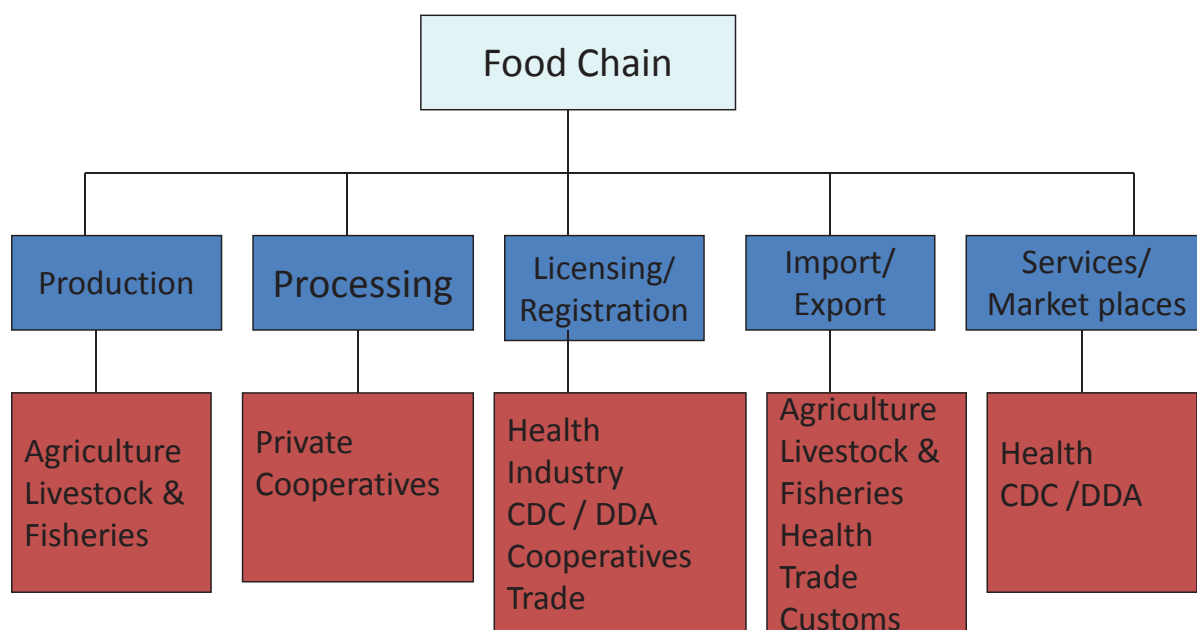 Food Chain
Production
Processing
Licensing/
Registration
Import/
Export
Services/
Market places
Agriculture
Livestock &
Fisheries
Private
Cooperatives
Health
Industry
CDC / DDA
Cooperatives
Trade
Agriculture
Livestock &
Fisheries
Health
Trade
Customs
Health
CDC /DDA